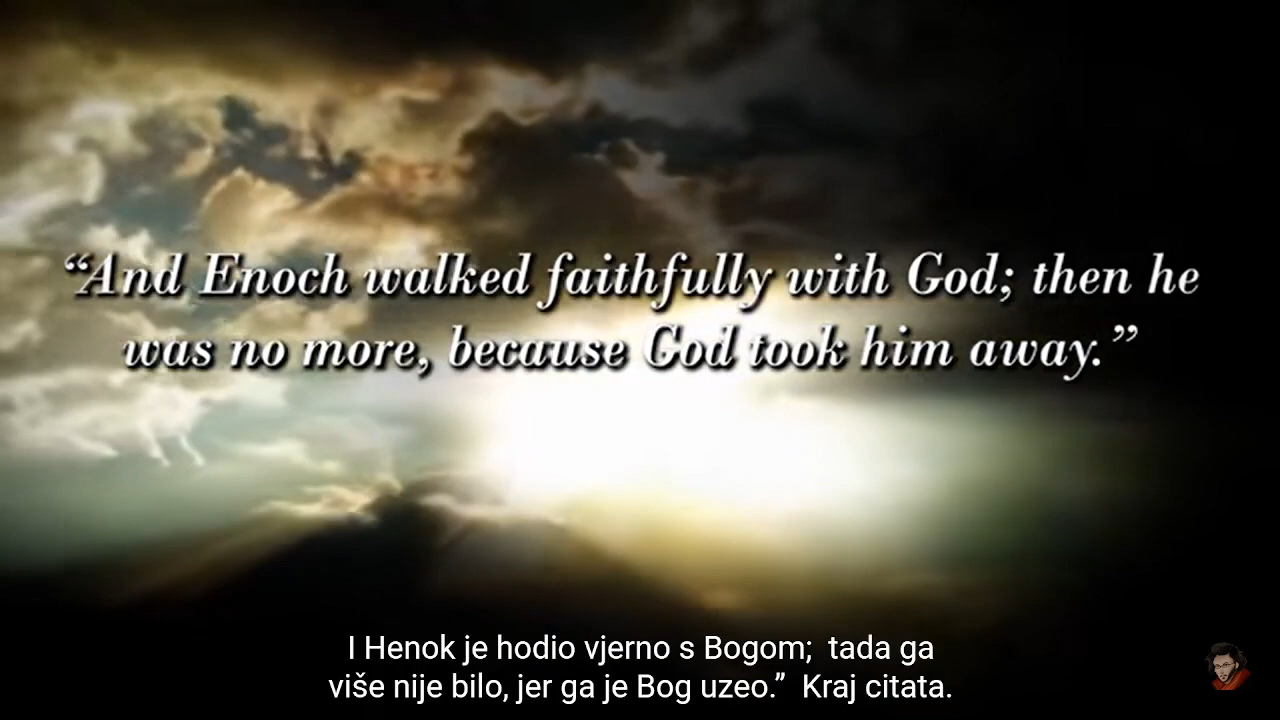 “And Enoch walked faithfully with God; then he
was no more, because God took him away.”
I Henok je hodio vjerno s Bogom;  tada ga
više nije bilo, jer ga je Bog uzeo.”  Kraj citata.